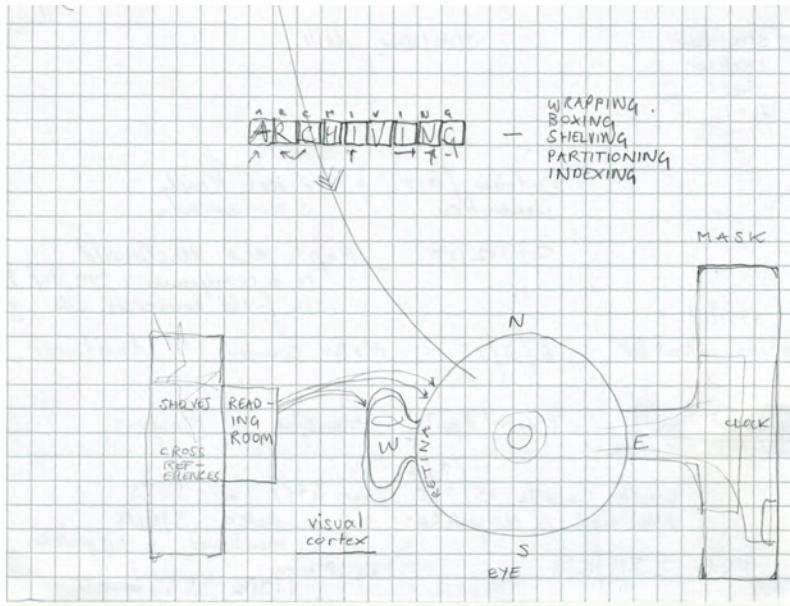 A R C H I V I N G
ARCHIVING — WRAPPING.
BOXING
SHELVING
PARTITIONING
INDEXING
MASK
N
SHELVES
READ-
ING
ROOM
CROSS
REF-
ERENCES
W
RETINA
E
CLOCK
visual
cortex
S
EYE